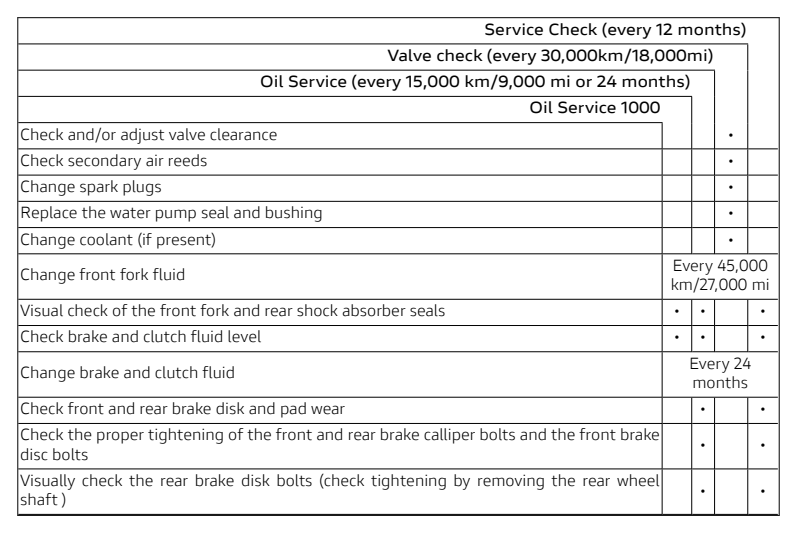 Service Check (every 12 months)
Valve check (every 30,000km/18,000mi)
Oil Service (every 15,000 km/9,000 mi or 24 months)
Oil Service 1000
Check and/or adjust valve clearance •
Check secondary air reeds •
Change spark plugs •
Replace the water pump seal and bushing •
Change coolant (if present) •
Change front fork fluid
Every 45,000
km/27,000 mi
Visual check of the front fork and rear shock absorber seals • • •
Check brake and clutch fluid level • • •
Change brake and clutch fluid
Every 24
months
Check front and rear brake disk and pad wear • •
Check the proper tightening of the front and rear brake calliper bolts and the front brake
disc bolts • •
Visually check the rear brake disk bolts (check tightening by removing the rear wheel
shaft ) • •